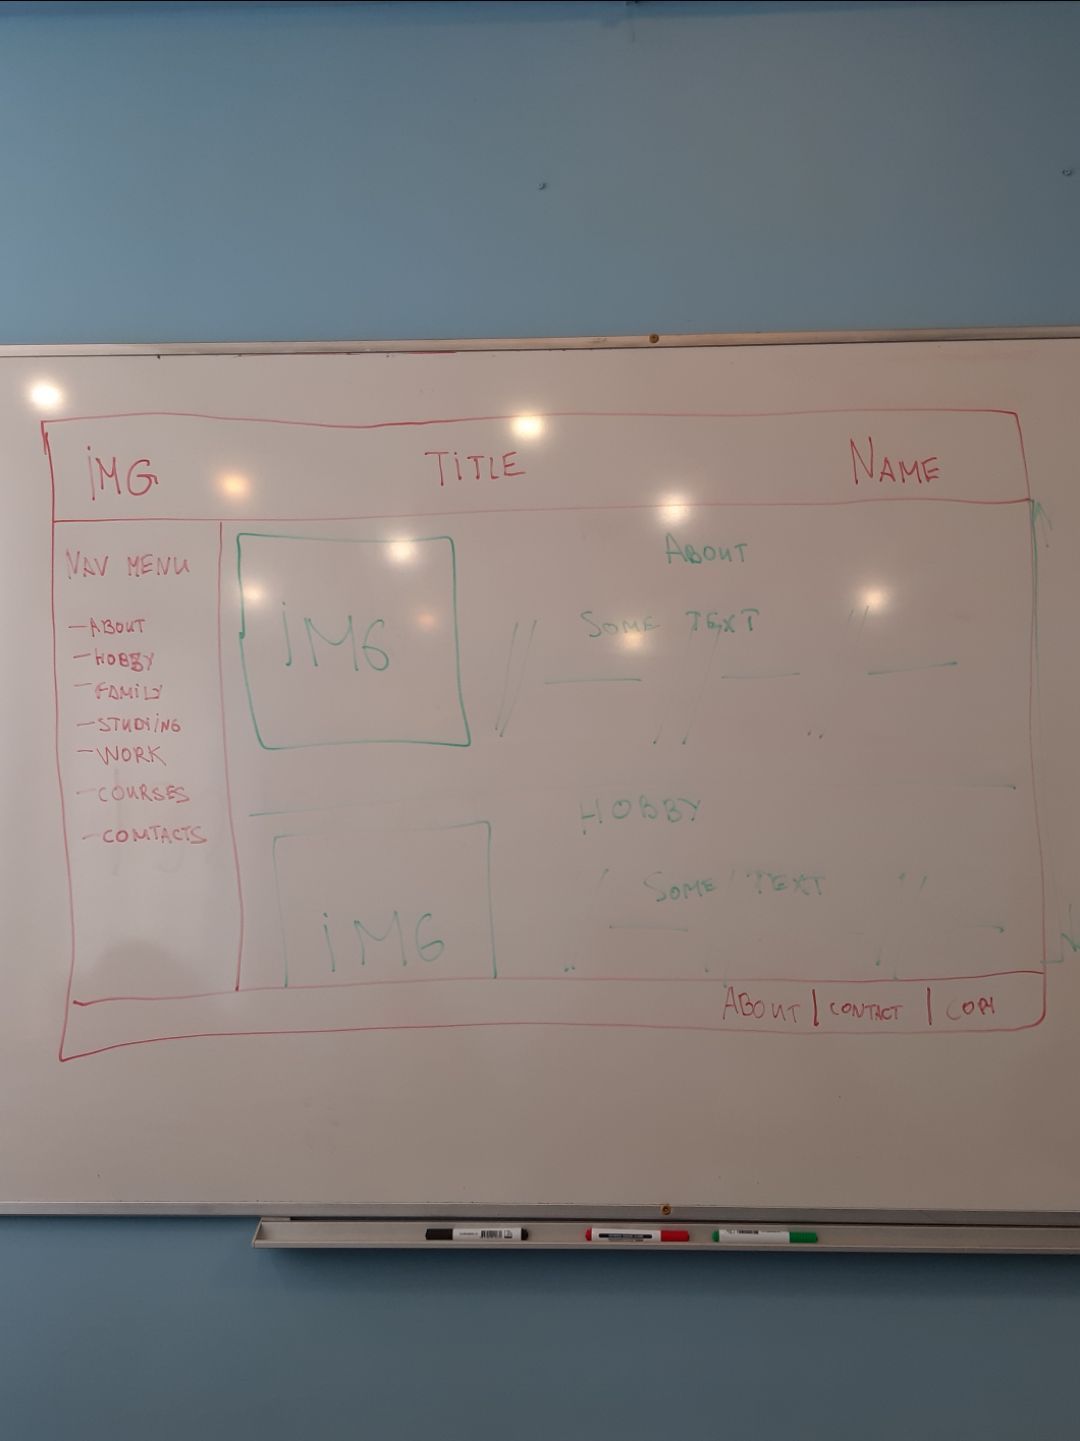 iMG
TiTLE
NAME
NAV MENU
- ABOUT
- HOBBY
- FAMiLY
- STUDYiNG
- WORK
- COURSES
- COMTACTS
iMG
ABOUT
SOME TEXT
HOBBY
iMG
SOME TEXT
ABOUT | CONTACT | COPY